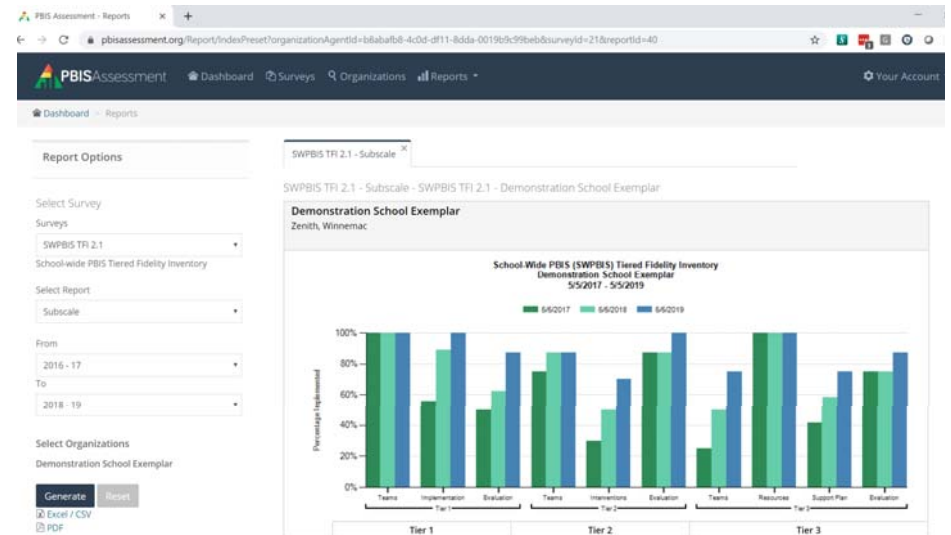 PBIS Assessment - Reports
pbisassessment.org/Report/IndexPreset?organizationAgentId=b8abafb8-4c0d-df11-8dda-0019b9c99beb&surveyId=21&reportId=40
PBISAssessment Dashboard Surveys Organizations Reports Your Account
Dashboard > Reports
Report Options
Select Survey
Surveys
SWPBIS TFI 2.1
School-wide PBIS Tiered Fidelity Inventory
Select Report
Subscale
From
2016 - 17
To
2018 - 19
Select Organizations
Demonstration School Exemplar
Generate Reset
Excel / CSV
PDF
SWPBIS TFI 2.1 - Subscale
SWPBIS TFI 2.1 - Subscale - SWPBIS TFI 2.1 - Demonstration School Exemplar
Demonstration School Exemplar
Zenith, Winnemac
School-Wide PBIS (SWPBIS) Tiered Fidelity Inventory
Demonstration School Exemplar
5/5/2017 - 5/5/2019
5/5/2017 5/5/2018 5/5/2019
Percentage Implemented
100%
80%
60%
40%
20%
0%
Teams Implementation Evaluation Teams Interventions Evaluation Teams Resources Support Plan Evaluation
Tier 1 Tier 2 Tier 3
Tier 1 Tier 2 Tier 3